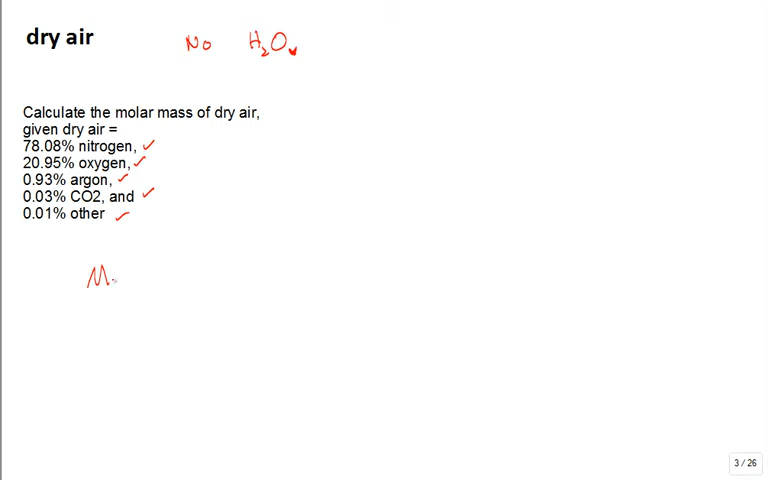 dry air
No H₂O
Calculate the molar mass of dry air,
given dry air =
78.08% nitrogen,
20.95% oxygen,
0.93% argon,
0.03% CO2, and
0.01% other
M
3 / 26